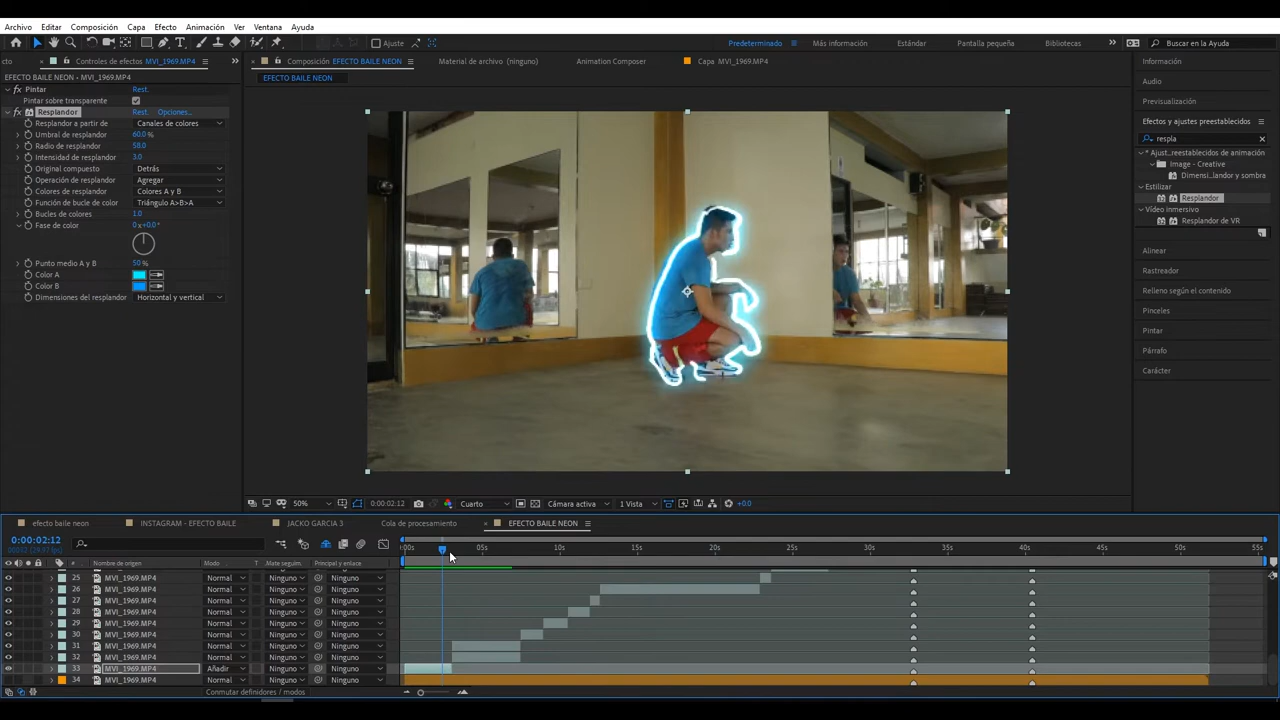 Archivo Editar Composición Capa Efecto Animación Ver Ventana Ayuda
Ajuste Predeterminado Más información Estándar Pantalla pequeña Bibliotecas Buscar en la Ayuda
cto Controles de efectos MVI_1969.MP4 Composición EFECTO BAILE NEON Material de archivo (ninguno) Animation Composer Capa MVI_1969.MP4
EFECTO BAILE NEON • MVI_1969.MP4
EFECTO BAILE NEON
fx Pintar Rest.
Pintar sobre transparente
fx Resplandor Rest. Opciones...
Resplandor a partir de Canales de colores
Umbral de resplandor 60.0 %
Radio de resplandor 58.0
Intensidad de resplandor 3.0
Original compuesto Detrás
Operación de resplandor Agregar
Colores de resplandor Colores A y B
Función de bucle de color Triángulo A>B>A
Bucles de colores 1.0
Fase de color 0 x+0.0°
Punto medio A y B 50 %
Color A
Color B
Dimensiones del resplandor Horizontal y vertical
Información
Audio
Previsualización
Efectos y ajustes preestablecidos
respla
* Ajust...reestablecidos de animación
Image - Creative
Dimensi...landor y sombra
Estilizar
Resplandor
Vídeo inmersivo
Resplandor de VR
Alinear
Rastreador
Relleno según el contenido
Pinceles
Pintar
Párrafo
Carácter
50% 0:00:02:12 Cuarto Cámara activa 1 Vista +0.0
efecto baile neon INSTAGRAM - EFECTO BAILE JACKO GARCIA 3 Cola de procesamiento EFECTO BAILE NEON
0:00:02:12
00072 (29.97 fps)
:00s 05s 10s 15s 20s 25s 30s 35s 40s 45s 50s 55s
# Nombre de origen Modo T Mate seguim. Primario y enlace
25 MVI_1969.MP4 Normal Ninguno Ninguno
26 MVI_1969.MP4 Normal Ninguno Ninguno
27 MVI_1969.MP4 Normal Ninguno Ninguno
28 MVI_1969.MP4 Normal Ninguno Ninguno
29 MVI_1969.MP4 Normal Ninguno Ninguno
30 MVI_1969.MP4 Normal Ninguno Ninguno
31 MVI_1969.MP4 Normal Ninguno Ninguno
32 MVI_1969.MP4 Normal Ninguno Ninguno
33 MVI_1969.MP4 Añadir Ninguno Ninguno
34 MVI_1969.MP4 Normal Ninguno Ninguno
Conmutar definidores / modos